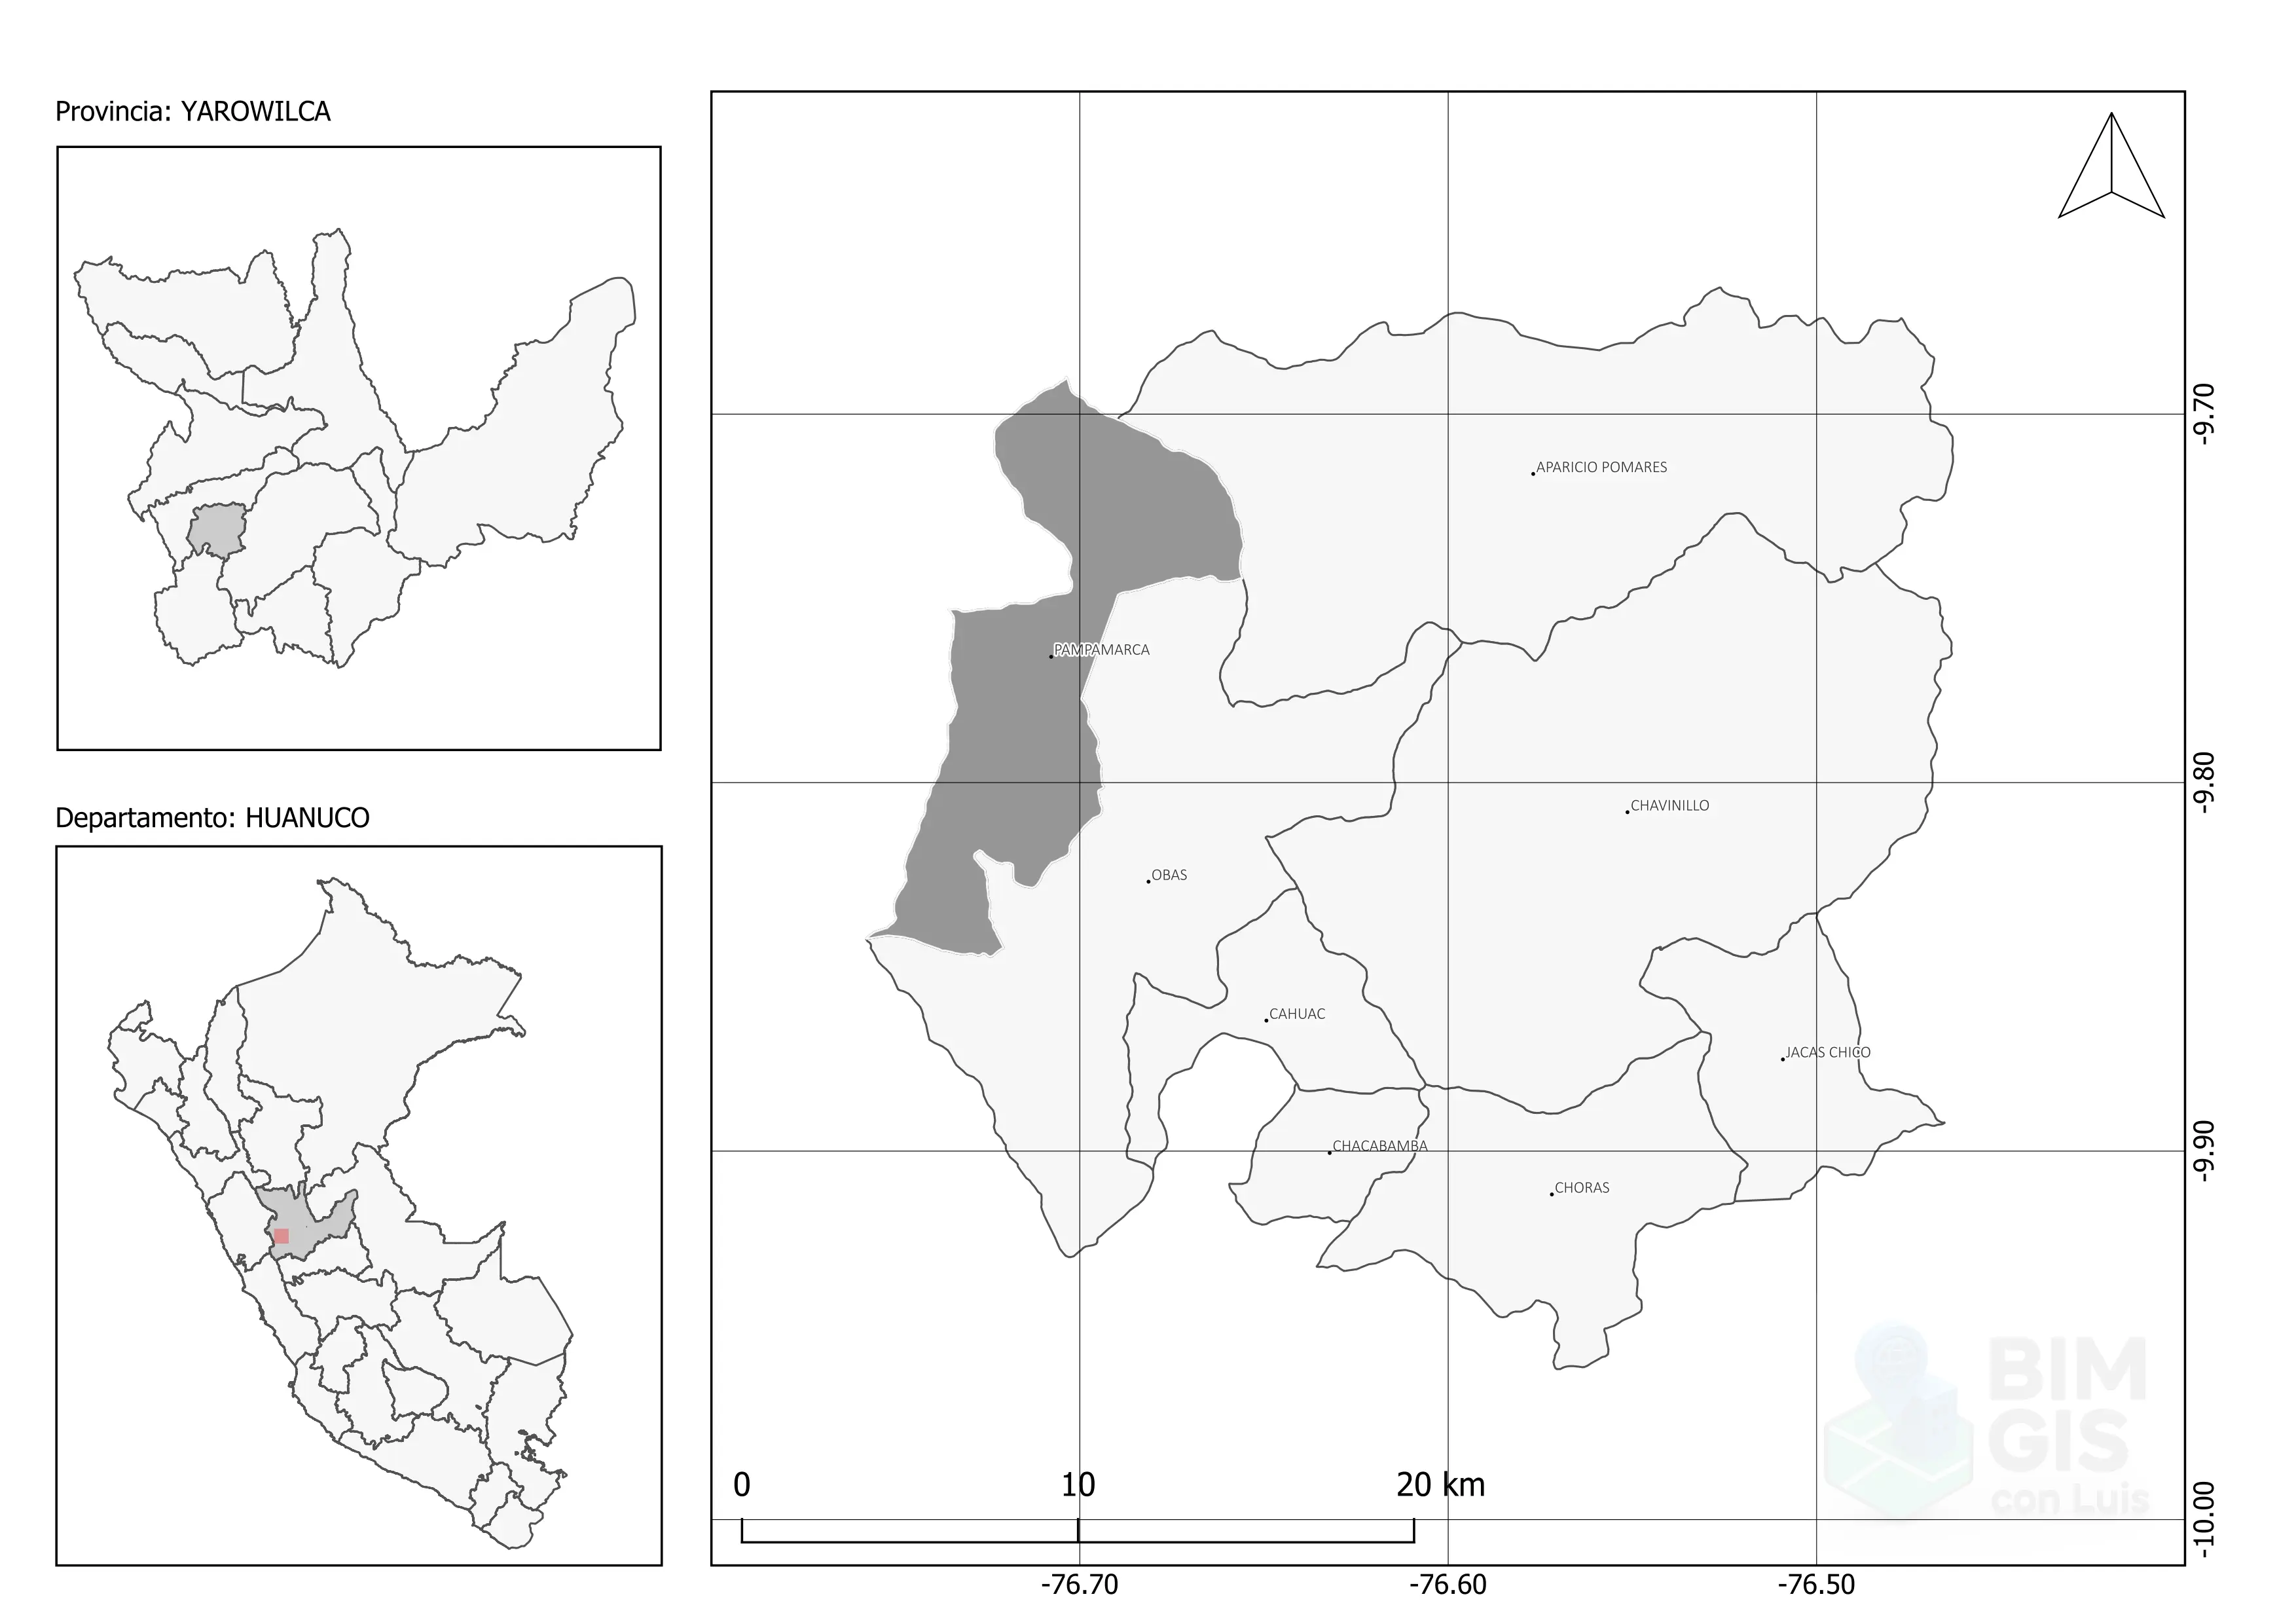 Provincia: YAROWILCA
Departamento: HUANUCO
APARICIO POMARES
PAMPAMARCA
CHAVINILLO
OBAS
CAHUAC
JACAS CHICO
CHACABAMBA
CHORAS
-9.70
-9.80
-9.90
-10.00
0 10 20 km
-76.70 -76.60 -76.50
BIM
GIS
con Luis